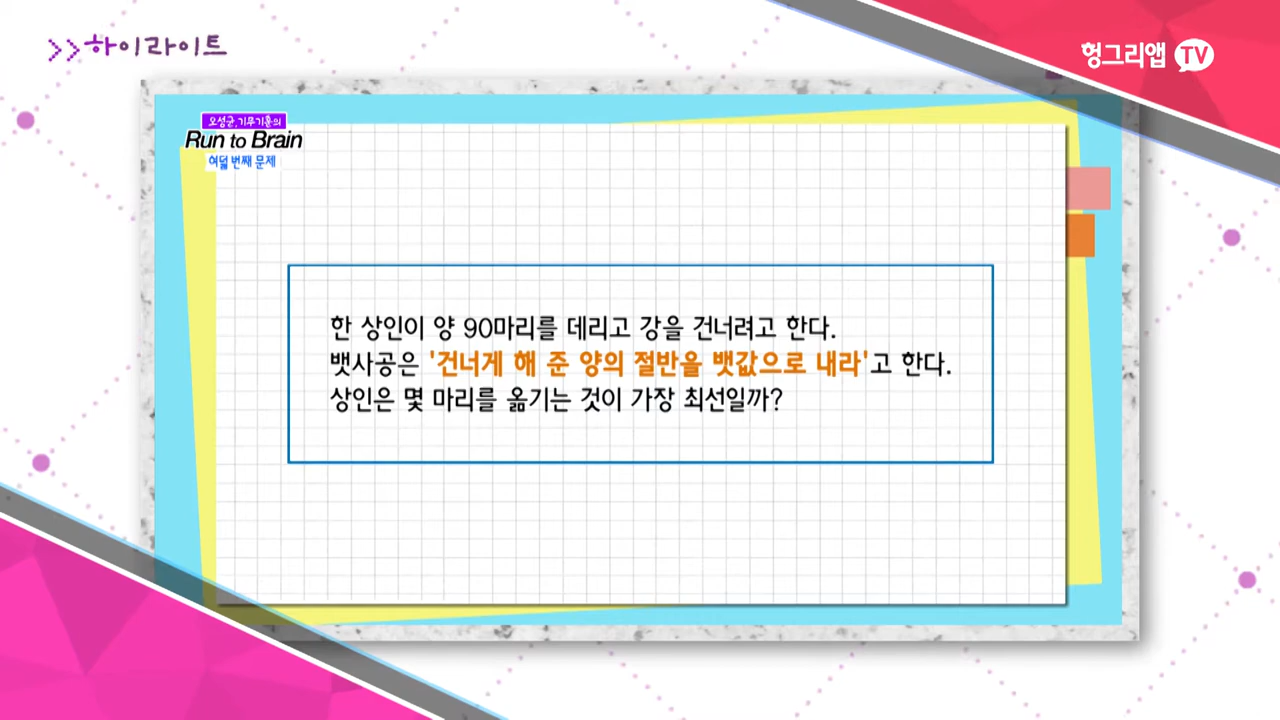 >>하이라이트
헝그리앱 TV
오성균,기무기훈의
Run to Brain
여덟 번째 문제
한 상인이 양 90마리를 데리고 강을 건너려고 한다.
뱃사공은 '건너게 해 준 양의 절반을 뱃값으로 내라'고 한다.
상인은 몇 마리를 옮기는 것이 가장 최선일까?